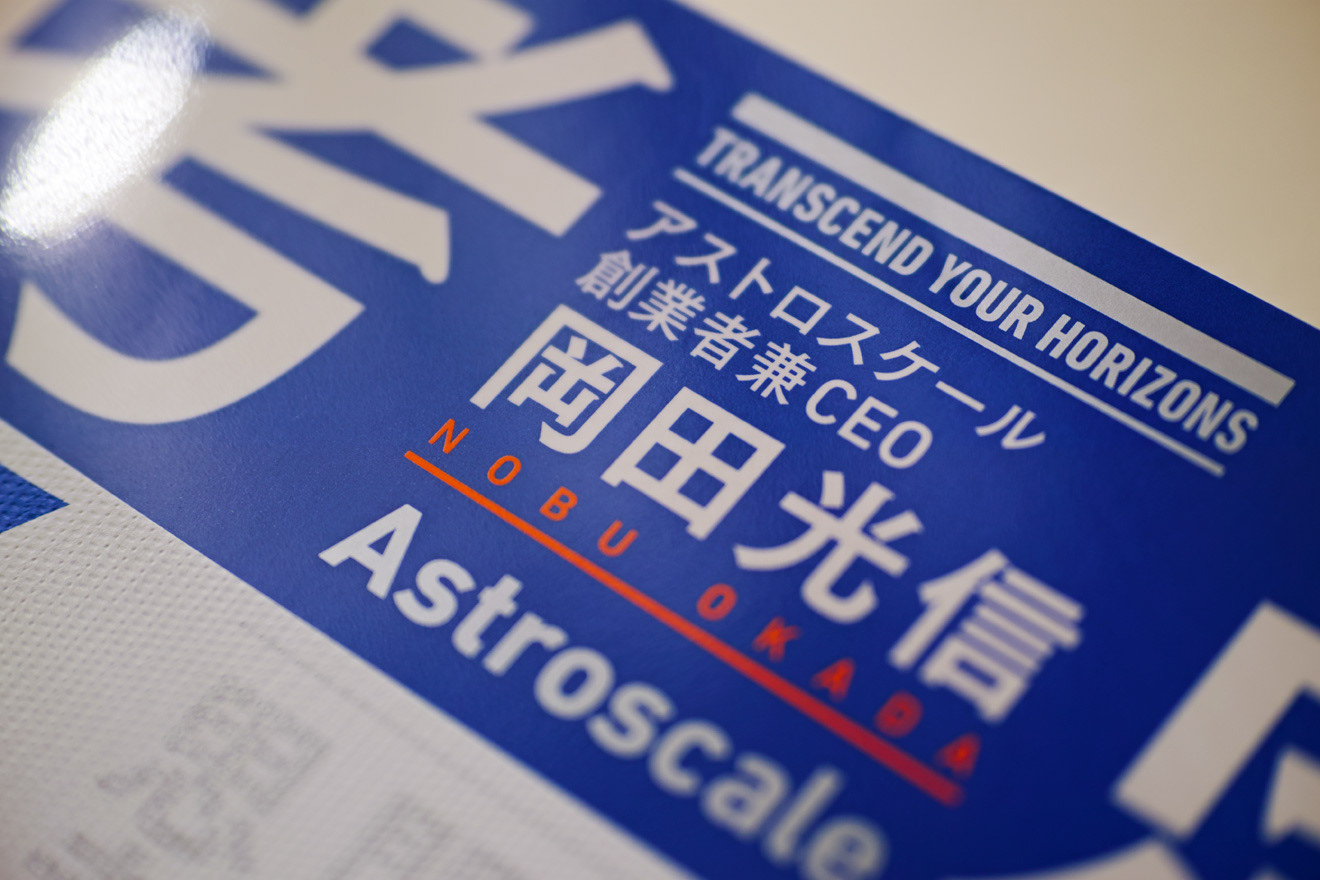 TRANSCEND YOUR HORIZONS
アストロスケール
創業者兼CEO
岡田光信
NOBU OKADA
Astroscale